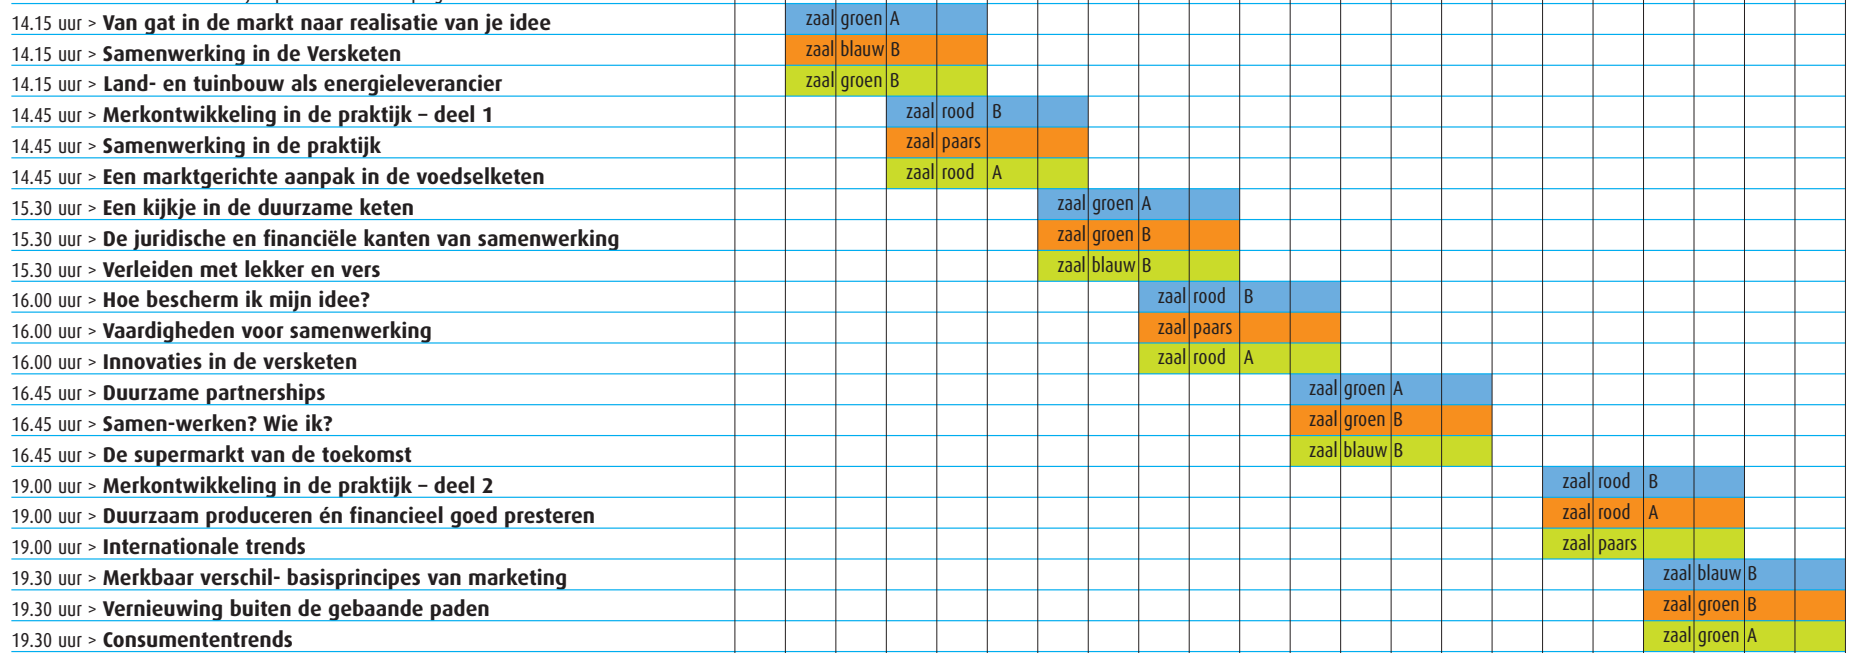 14.15 uur > Van gat in de markt naar realisatie van je idee zaal groen A
14.15 uur > Samenwerking in de Versketen zaal blauw B
14.15 uur > Land- en tuinbouw als energieleverancier zaal groen B
14.45 uur > Merkontwikkeling in de praktijk – deel 1 zaal rood B
14.45 uur > Samenwerking in de praktijk zaal paars
14.45 uur > Een marktgerichte aanpak in de voedselketen zaal rood A
15.30 uur > Een kijkje in de duurzame keten zaal groen A
15.30 uur > De juridische en financiële kanten van samenwerking zaal groen B
15.30 uur > Verleiden met lekker en vers zaal blauw B
16.00 uur > Hoe bescherm ik mijn idee? zaal rood B
16.00 uur > Vaardigheden voor samenwerking zaal paars
16.00 uur > Innovaties in de versketen zaal rood A
16.45 uur > Duurzame partnerships zaal groen A
16.45 uur > Samen-werken? Wie ik? zaal groen B
16.45 uur > De supermarkt van de toekomst zaal blauw B
19.00 uur > Merkontwikkeling in de praktijk – deel 2 zaal rood B
19.00 uur > Duurzaam produceren én financieel goed presteren zaal rood A
19.00 uur > Internationale trends zaal paars
19.30 uur > Merkbaar verschil- basisprincipes van marketing zaal blauw B
19.30 uur > Vernieuwing buiten de gebaande paden zaal groen B
19.30 uur > Consumententrends zaal groen A